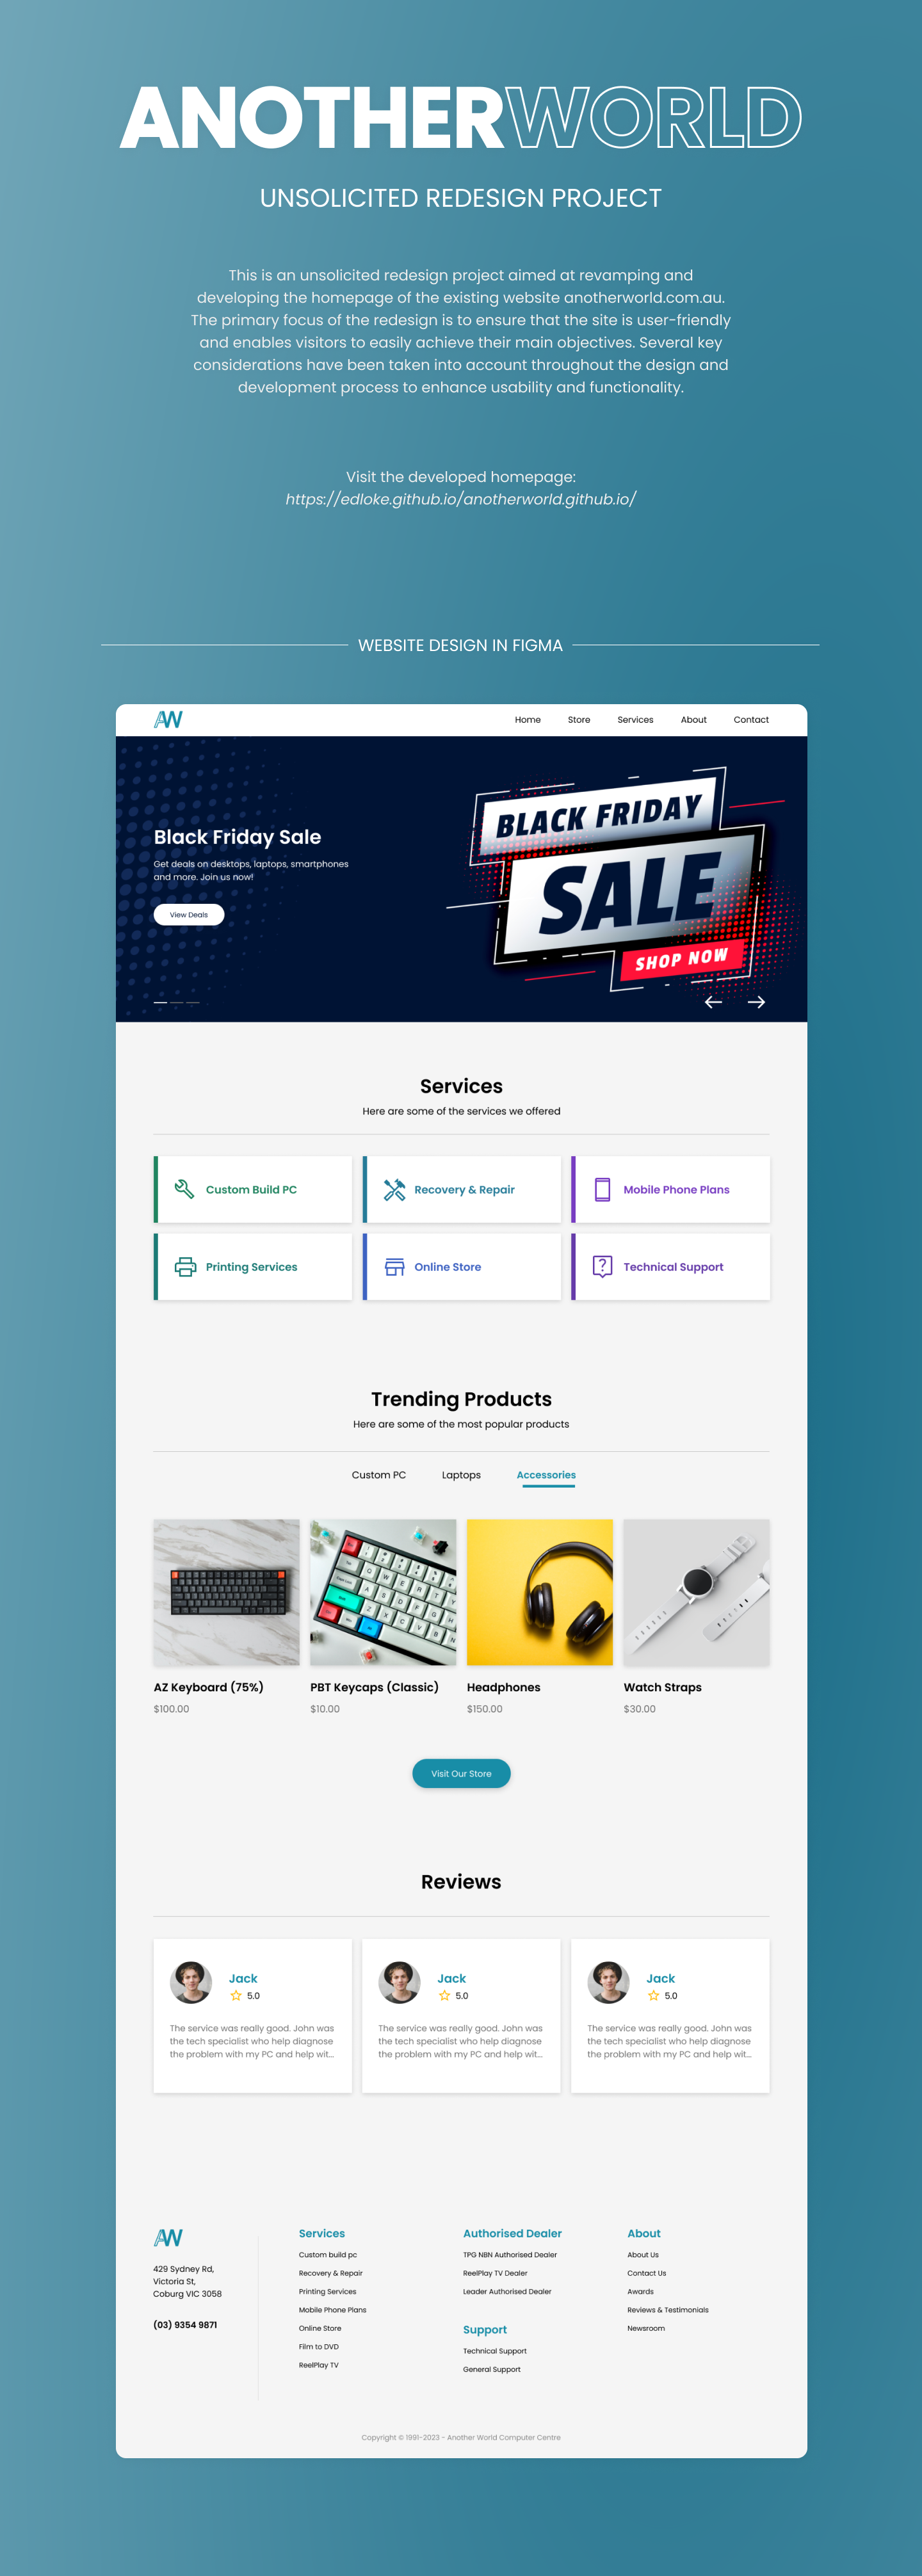 ANOTHERWORLD
UNSOLICITED REDESIGN PROJECT
This is an unsolicited redesign project aimed at revamping and
developing the homepage of the existing website anotherworld.com.au.
The primary focus of the redesign is to ensure that the site is user-friendly
and enables visitors to easily achieve their main objectives. Several key
considerations have been taken into account throughout the design and
development process to enhance usability and functionality.
Visit the developed homepage:
https://edloke.github.io/anotherworld.github.io/
WEBSITE DESIGN IN FIGMA
AW
Home Store Services About Contact
Black Friday Sale
Get deals on desktops, laptops, smartphones
and more. Join us now!
View Deals
BLACK FRIDAY
SALE
SHOP NOW
Services
Here are some of the services we offered
Custom Build PC
Recovery & Repair
Mobile Phone Plans
Printing Services
Online Store
Technical Support
Trending Products
Here are some of the most popular products
Custom PC Laptops Accessories
AZ Keyboard (75%)
$100.00
PBT Keycaps (Classic)
$10.00
Headphones
$150.00
Watch Straps
$30.00
Visit Our Store
Reviews
Jack
5.0
The service was really good. John was
the tech specialist who help diagnose
the problem with my PC and help wit...
Jack
5.0
The service was really good. John was
the tech specialist who help diagnose
the problem with my PC and help wit...
Jack
5.0
The service was really good. John was
the tech specialist who help diagnose
the problem with my PC and help wit...
AW
429 Sydney Rd,
Victoria St,
Coburg VIC 3058
(03) 9354 9871
Services
Custom build pc
Recovery & Repair
Printing Services
Mobile Phone Plans
Online Store
Film to DVD
ReelPlay TV
Authorised Dealer
TPG NBN Authorised Dealer
ReelPlay TV Dealer
Leader Authorised Dealer
Support
Technical Support
General Support
About
About Us
Contact Us
Awards
Reviews & Testimonials
Newsroom
Copyright © 1991-2023 - Another World Computer Centre